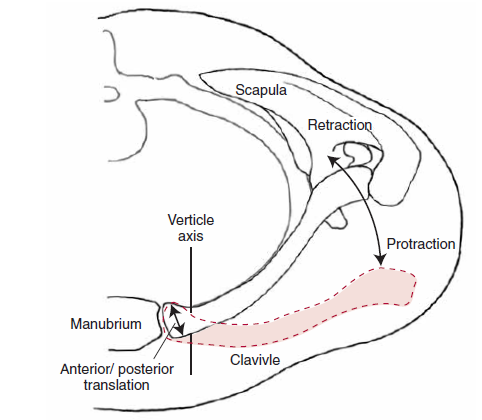 Scapula
Retraction
Verticle
axis
Protraction
Manubrium
Clavivle
Anterior/ posterior
translation